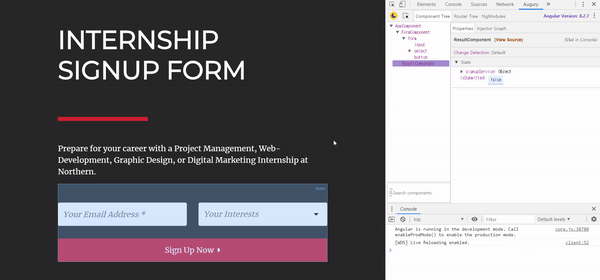 INTERNSHIP
SIGNUP FORM
Prepare for your career with a Project Management, Web-
Development, Graphic Design, or Digital Marketing Internship at
Northern.
Your Email Address *
Your Interests
Sign Up Now
Elements
Console
Sources
Augury
Component Tree
Router Tree
NgModules
Angular Version: 8.2.7
AppComponent
FormComponent
form
input
select
button
ResultComponent
Search components
Properties
Injector Graph
ResultComponent
(View Source)
($$el in Console)
Change Detection: Default
State
signupService: Object
isSubmitted:
false
Console
top
Filter
Default levels
Angular is running in the development mode. Call
enableProdMode() to enable the production mode.
core.js:38780
[WDS] Live Reloading enabled.
client:52